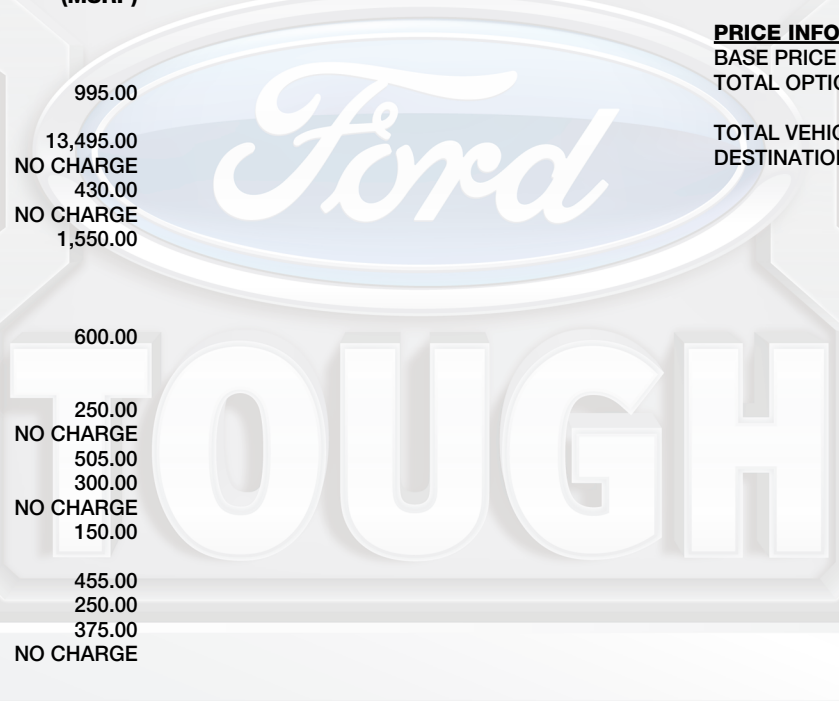 (MSRP)
995.00
13,495.00
NO CHARGE
430.00
NO CHARGE
1,550.00
600.00
250.00
NO CHARGE
505.00
300.00
NO CHARGE
150.00
455.00
250.00
375.00
NO CHARGE
PRICE INFO
BASE PRICE
TOTAL OPTIO
TOTAL VEHIC
DESTINATION
Ford
TOUGH